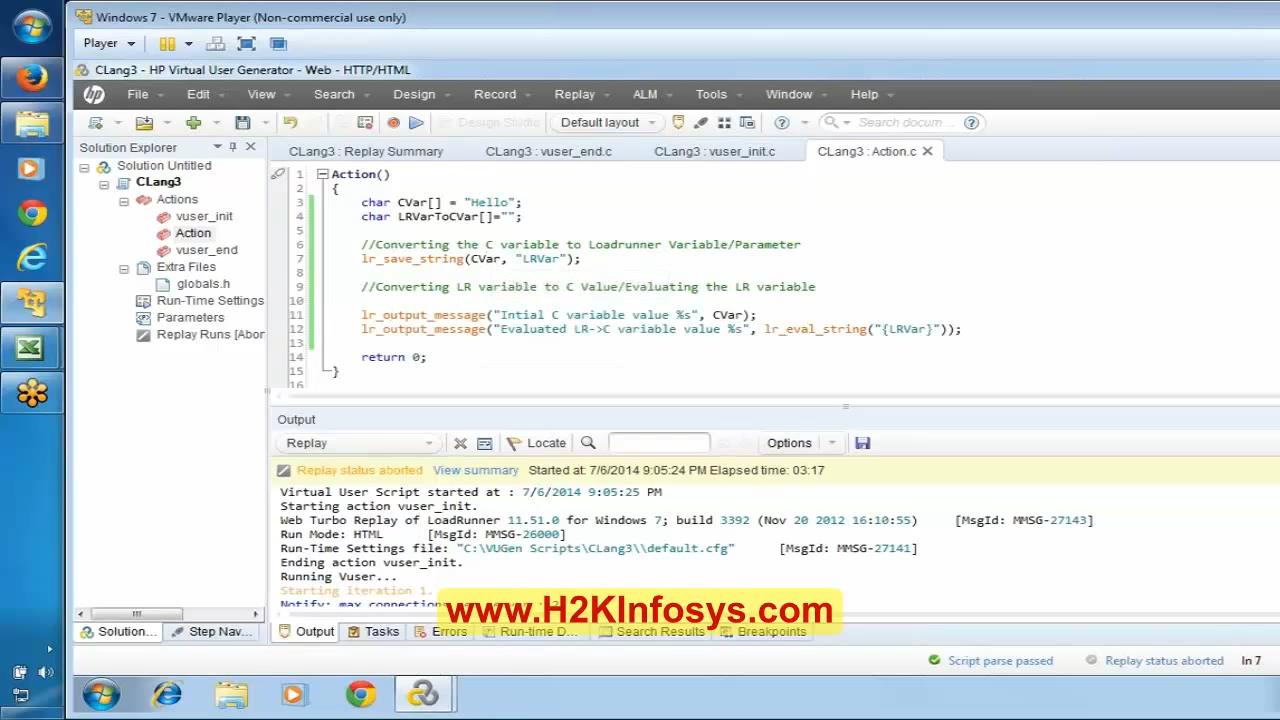 Windows 7 - VMware Player (Non-commercial use only)
Player
CLang3 - HP Virtual User Generator - Web - HTTP/HTML
hp File Edit View Search Design Record Replay ALM Tools Window Help
Design Studio Default layout Search docum...
Solution Explorer
CLang3 : Replay Summary CLang3 : vuser_end.c CLang3 : vuser_init.c CLang3 : Action.c
Solution Untitled
CLang3
Actions
vuser_init
Action
vuser_end
Extra Files
globals.h
Run-Time Settings
Parameters
Replay Runs [Abor
1 Action()
2 {
3 char CVar[] = "Hello";
4 char LRVarToCVar[]="";
5
6 //Converting the C variable to Loadrunner Variable/Parameter
7 lr_save_string(CVar, "LRVar");
8
9 //Converting LR variable to C Value/Evaluating the LR variable
10
11 lr_output_message("Intial C variable value %s", CVar);
12 lr_output_message("Evaluated LR->C variable value %s", lr_eval_string("{LRVar}"));
13
14 return 0;
15 }
16
Output
Replay Locate Options
Replay status aborted View summary Started at: 7/6/2014 9:05:24 PM Elapsed time: 03:17
Virtual User Script started at : 7/6/2014 9:05:25 PM
Starting action vuser_init.
Web Turbo Replay of LoadRunner 11.51.0 for Windows 7; build 3392 (Nov 20 2012 16:10:55) [MsgId: MMSG-27143]
Run Mode: HTML [MsgId: MMSG-26000]
Run-Time Settings file: "C:\VUGen Scripts\CLang3\\default.cfg" [MsgId: MMSG-27141]
Ending action vuser_init.
Running Vuser...
Starting iteration 1.
Notify: max connection
www.H2KInfosys.com
Solution... Step Nav... Output Tasks Errors Run-time D... Search Results Breakpoints
Script parse passed Replay status aborted ln 7